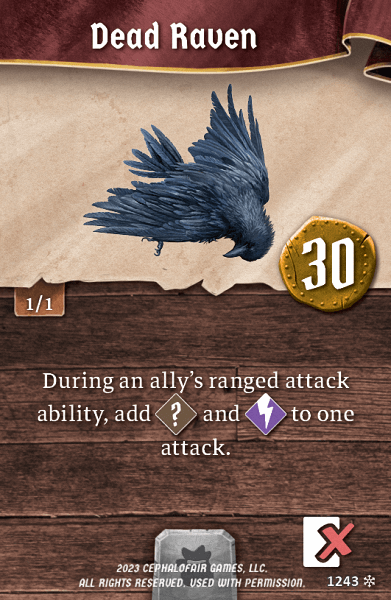 Dead Raven
30
1/1
During an ally's ranged attack
ability, add ? and to one
attack.
2023 CEPHALOFAIR GAMES, LLC.
ALL RIGHTS RESERVED. USED WITH PERMISSION.
1243